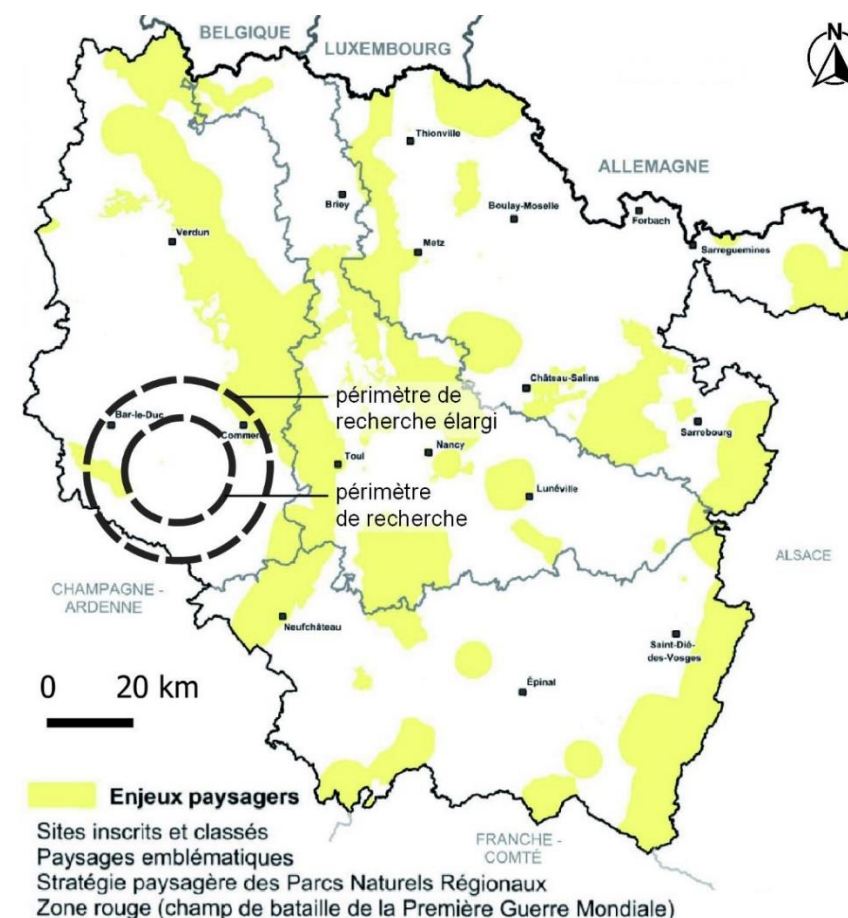 BELGIQUE
LUXEMBOURG
N
Thionville
ALLEMAGNE
Briey
Boulay-Moselle
Forbach
Verdun
Metz
Sarreguemines
périmètre de
recherche élargi
Château-Salins
Bar-le-Duc
Commercy
Sarrebourg
Toul
Nancy
périmètre
de recherche
Lunéville
CHAMPAGNE -
ARDENNE
ALSACE
Neufchâteau
Saint-Dié-
des-Vosges
0 20 km
Épinal
Enjeux paysagers
Sites inscrits et classés
Paysages emblématiques
Stratégie paysagère des Parcs Naturels Régionaux
Zone rouge (champ de bataille de la Première Guerre Mondiale)
FRANCHE -
COMTÉ